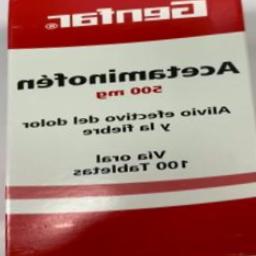 Genfar®
Acetaminofén
500 mg
Alivio efectivo del dolor
y la fiebre
Vía oral
100 Tabletas